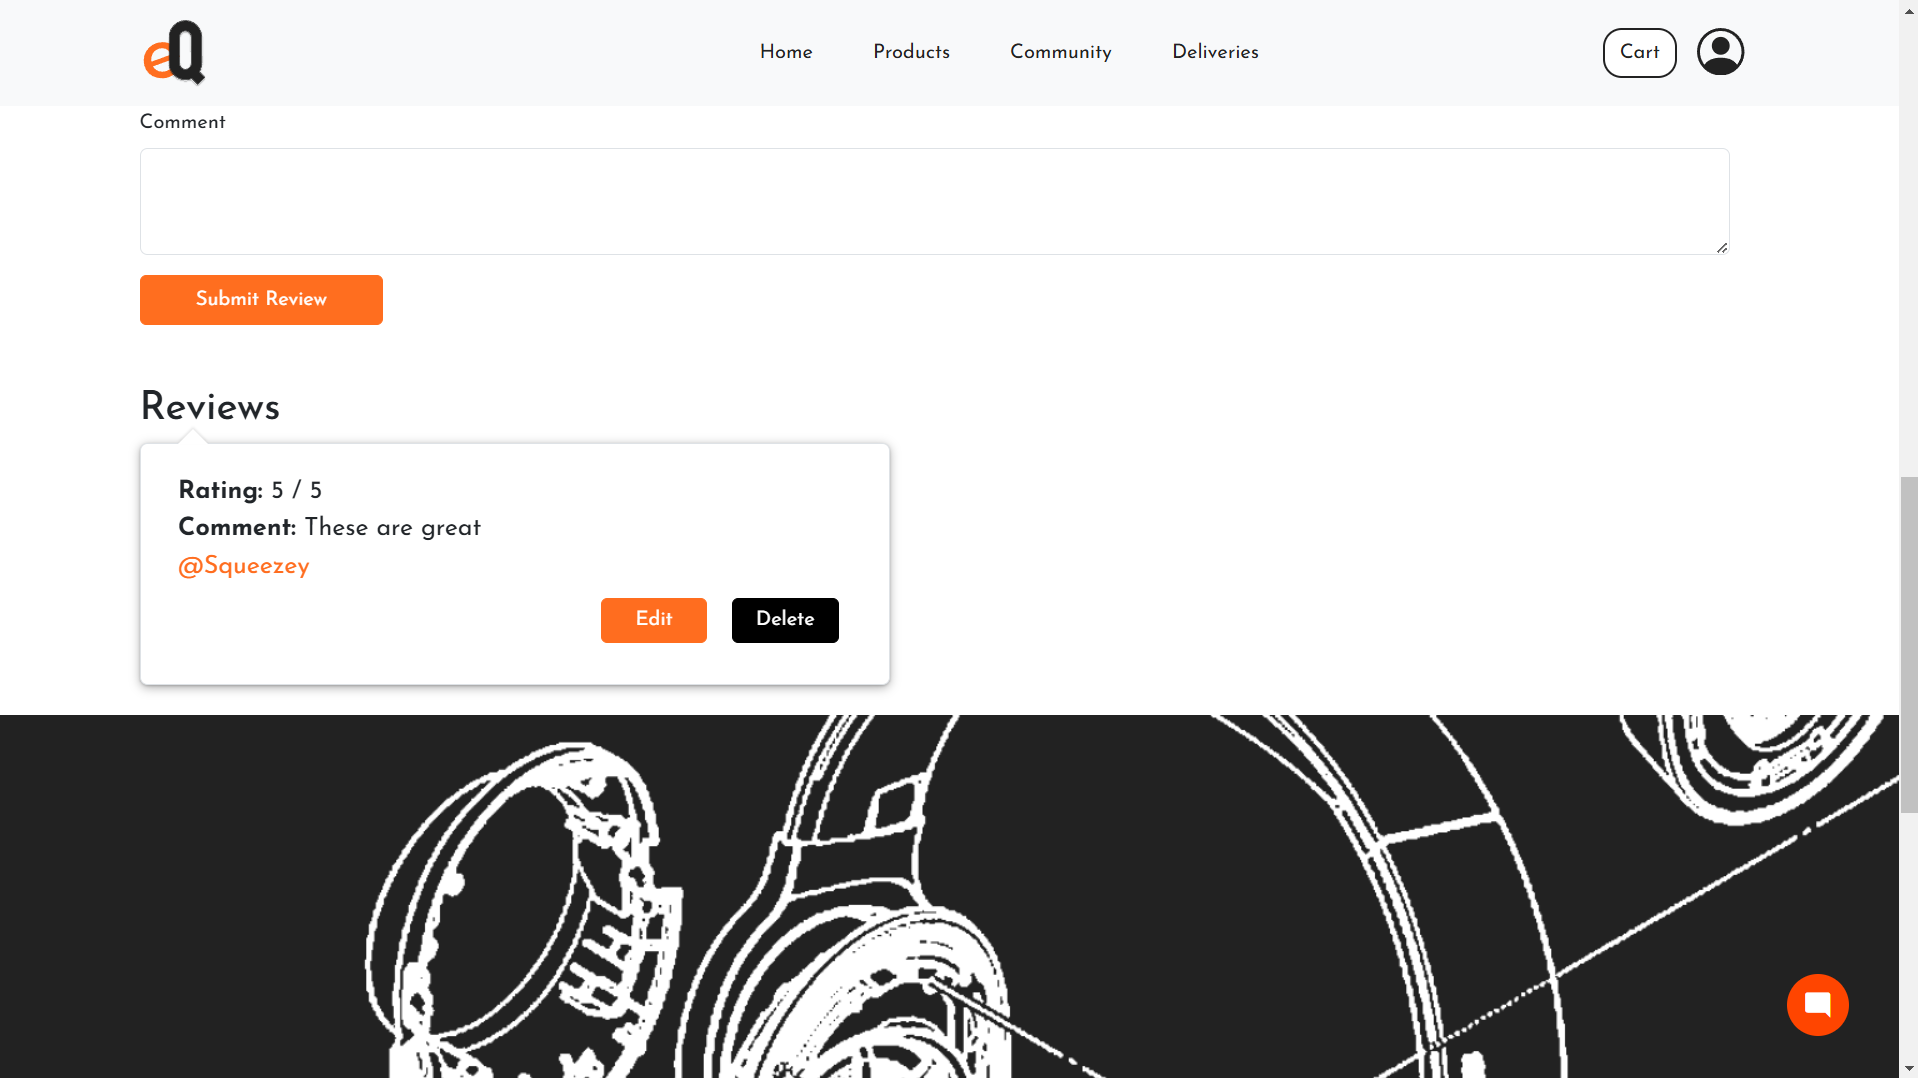 eQ
Home
Products
Community
Deliveries
Cart
Comment
Submit Review
Reviews
Rating: 5 / 5
Comment: These are great
@Squeezey
Edit
Delete